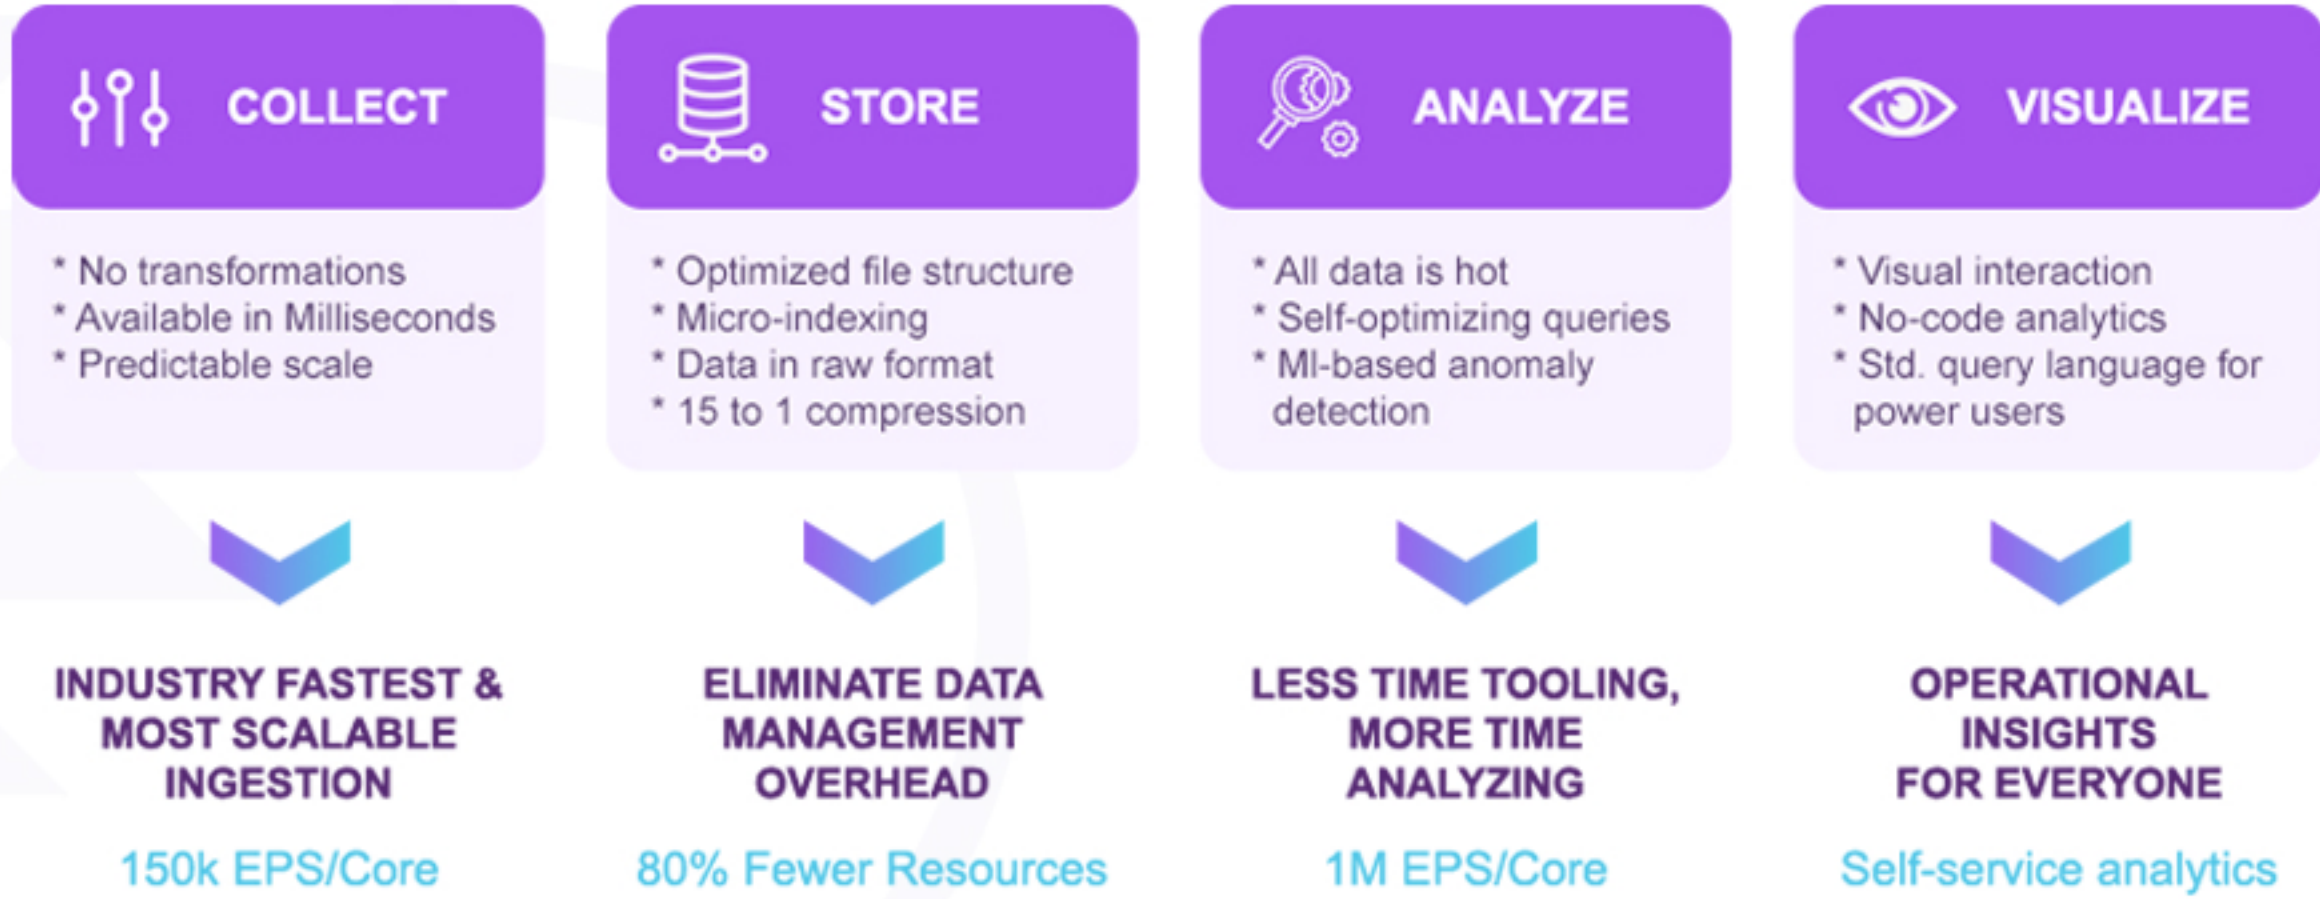 COLLECT
* No transformations
* Available in Milliseconds
* Predictable scale
INDUSTRY FASTEST &
MOST SCALABLE
INGESTION
150k EPS/Core
STORE
* Optimized file structure
* Micro-indexing
* Data in raw format
* 15 to 1 compression
ELIMINATE DATA
MANAGEMENT
OVERHEAD
80% Fewer Resources
ANALYZE
* All data is hot
* Self-optimizing queries
* Ml-based anomaly
detection
LESS TIME TOOLING,
MORE TIME
ANALYZING
1M EPS/Core
VISUALIZE
* Visual interaction
* No-code analytics
* Std. query language for
power users
OPERATIONAL
INSIGHTS
FOR EVERYONE
Self-service analytics